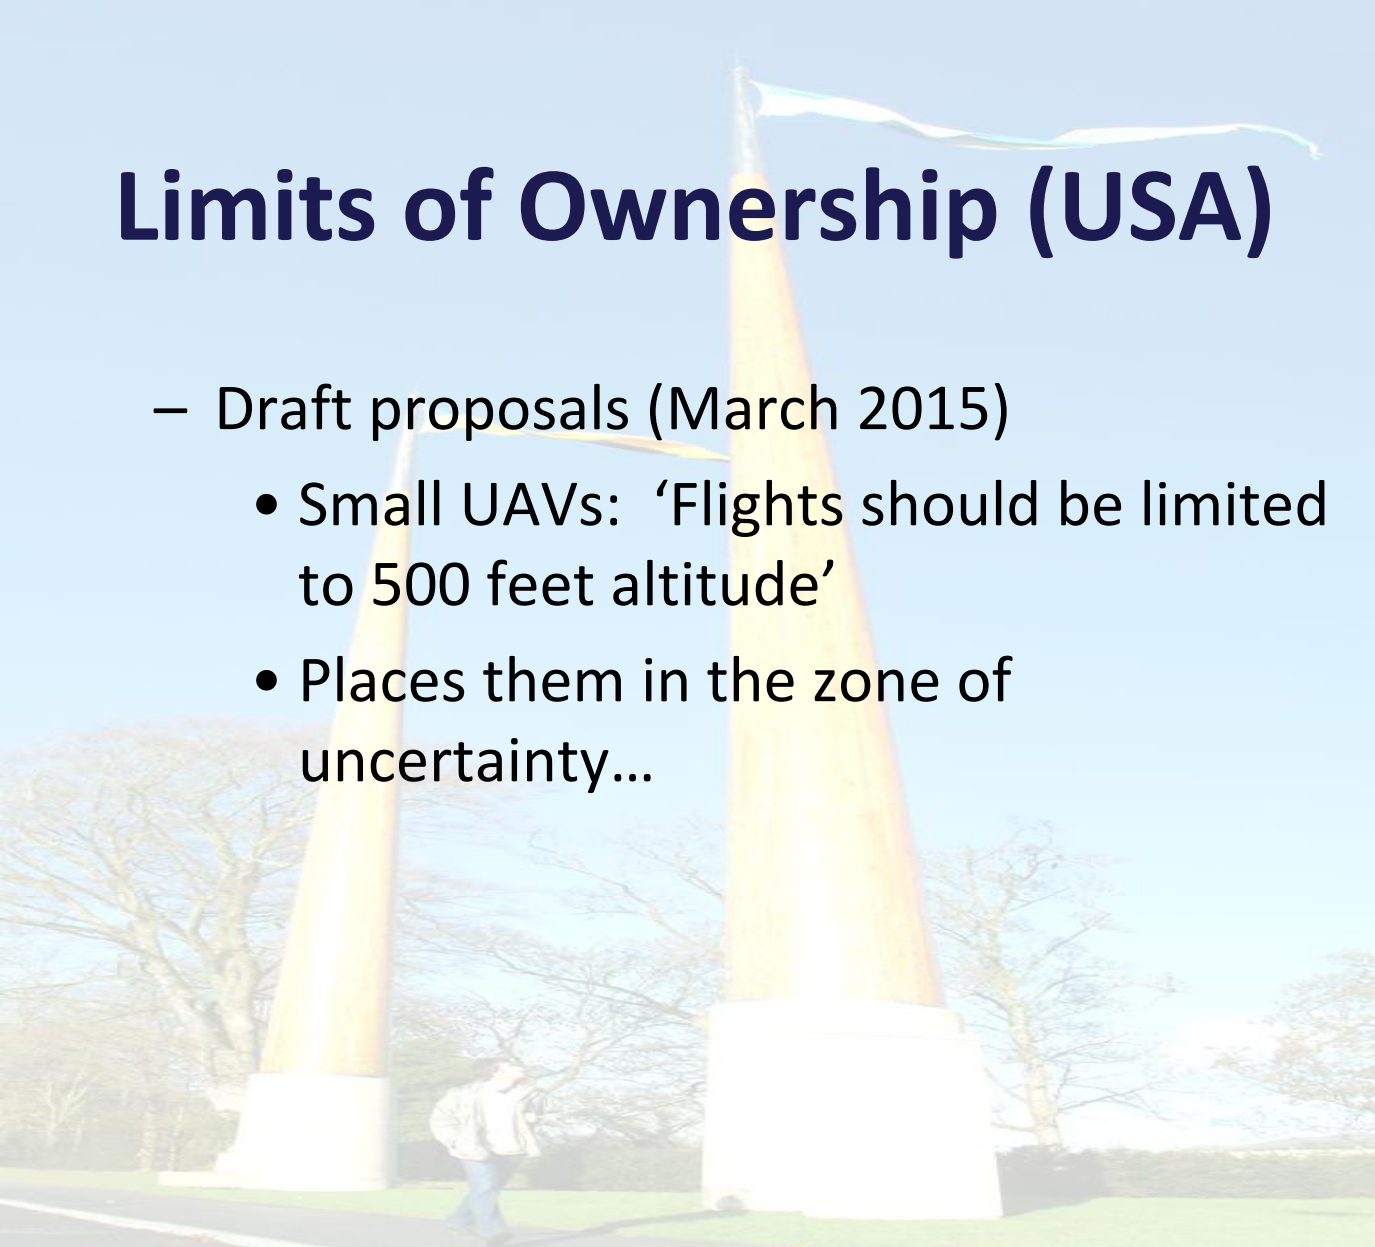 Limits of Ownership (USA)
– Draft proposals (March 2015)
• Small UAVs:  ‘Flights should be limited
to 500 feet altitude’
• Places them in the zone of
uncertainty…